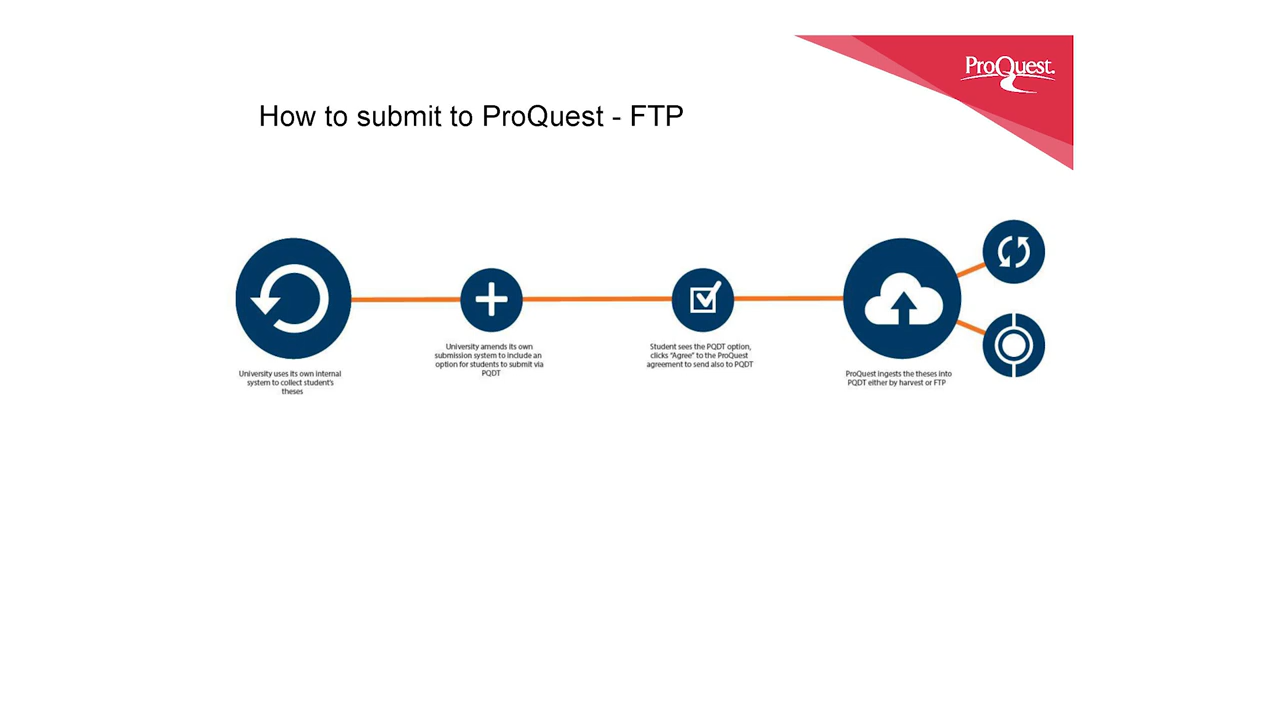 ProQuest.
How to submit to ProQuest - FTP
University uses its own internal
system to collect student's
theses
University amends its own
submission system to include an
option for students to submit via
PQDT
Student sees the PQDT option,
clicks "Agree" to the ProQuest
agreement to send also to PQDT
ProQuest ingests the theses into
PQDT either by harvest or FTP